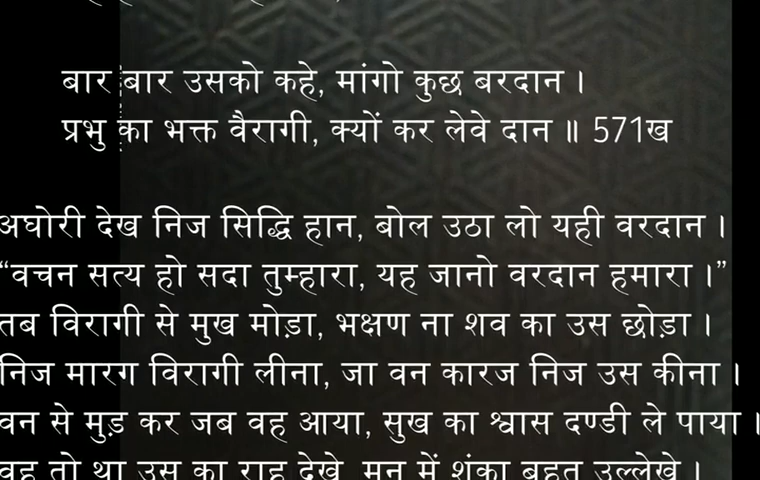 बार बार उसको कहे, मांगो कुछ बरदान ।
प्रभु का भक्त वैरागी, क्यों कर लेवे दान ॥ 571ख
अघोरी देख निज सिद्धि हान, बोल उठा लो यही वरदान ।
“वचन सत्य हो सदा तुम्हारा, यह जानो वरदान हमारा ।”
तब विरागी से मुख मोड़ा, भक्षण ना शव का उस छोड़ा ।
निज मारग विरागी लीना, जा वन कारज निज उस कीना ।
वन से मुड़ कर जब वह आया, सुख का श्वास दण्डी ले पाया ।
वह तो था उस का राह देखे, मन में शंका बहुत उल्लेखे ।